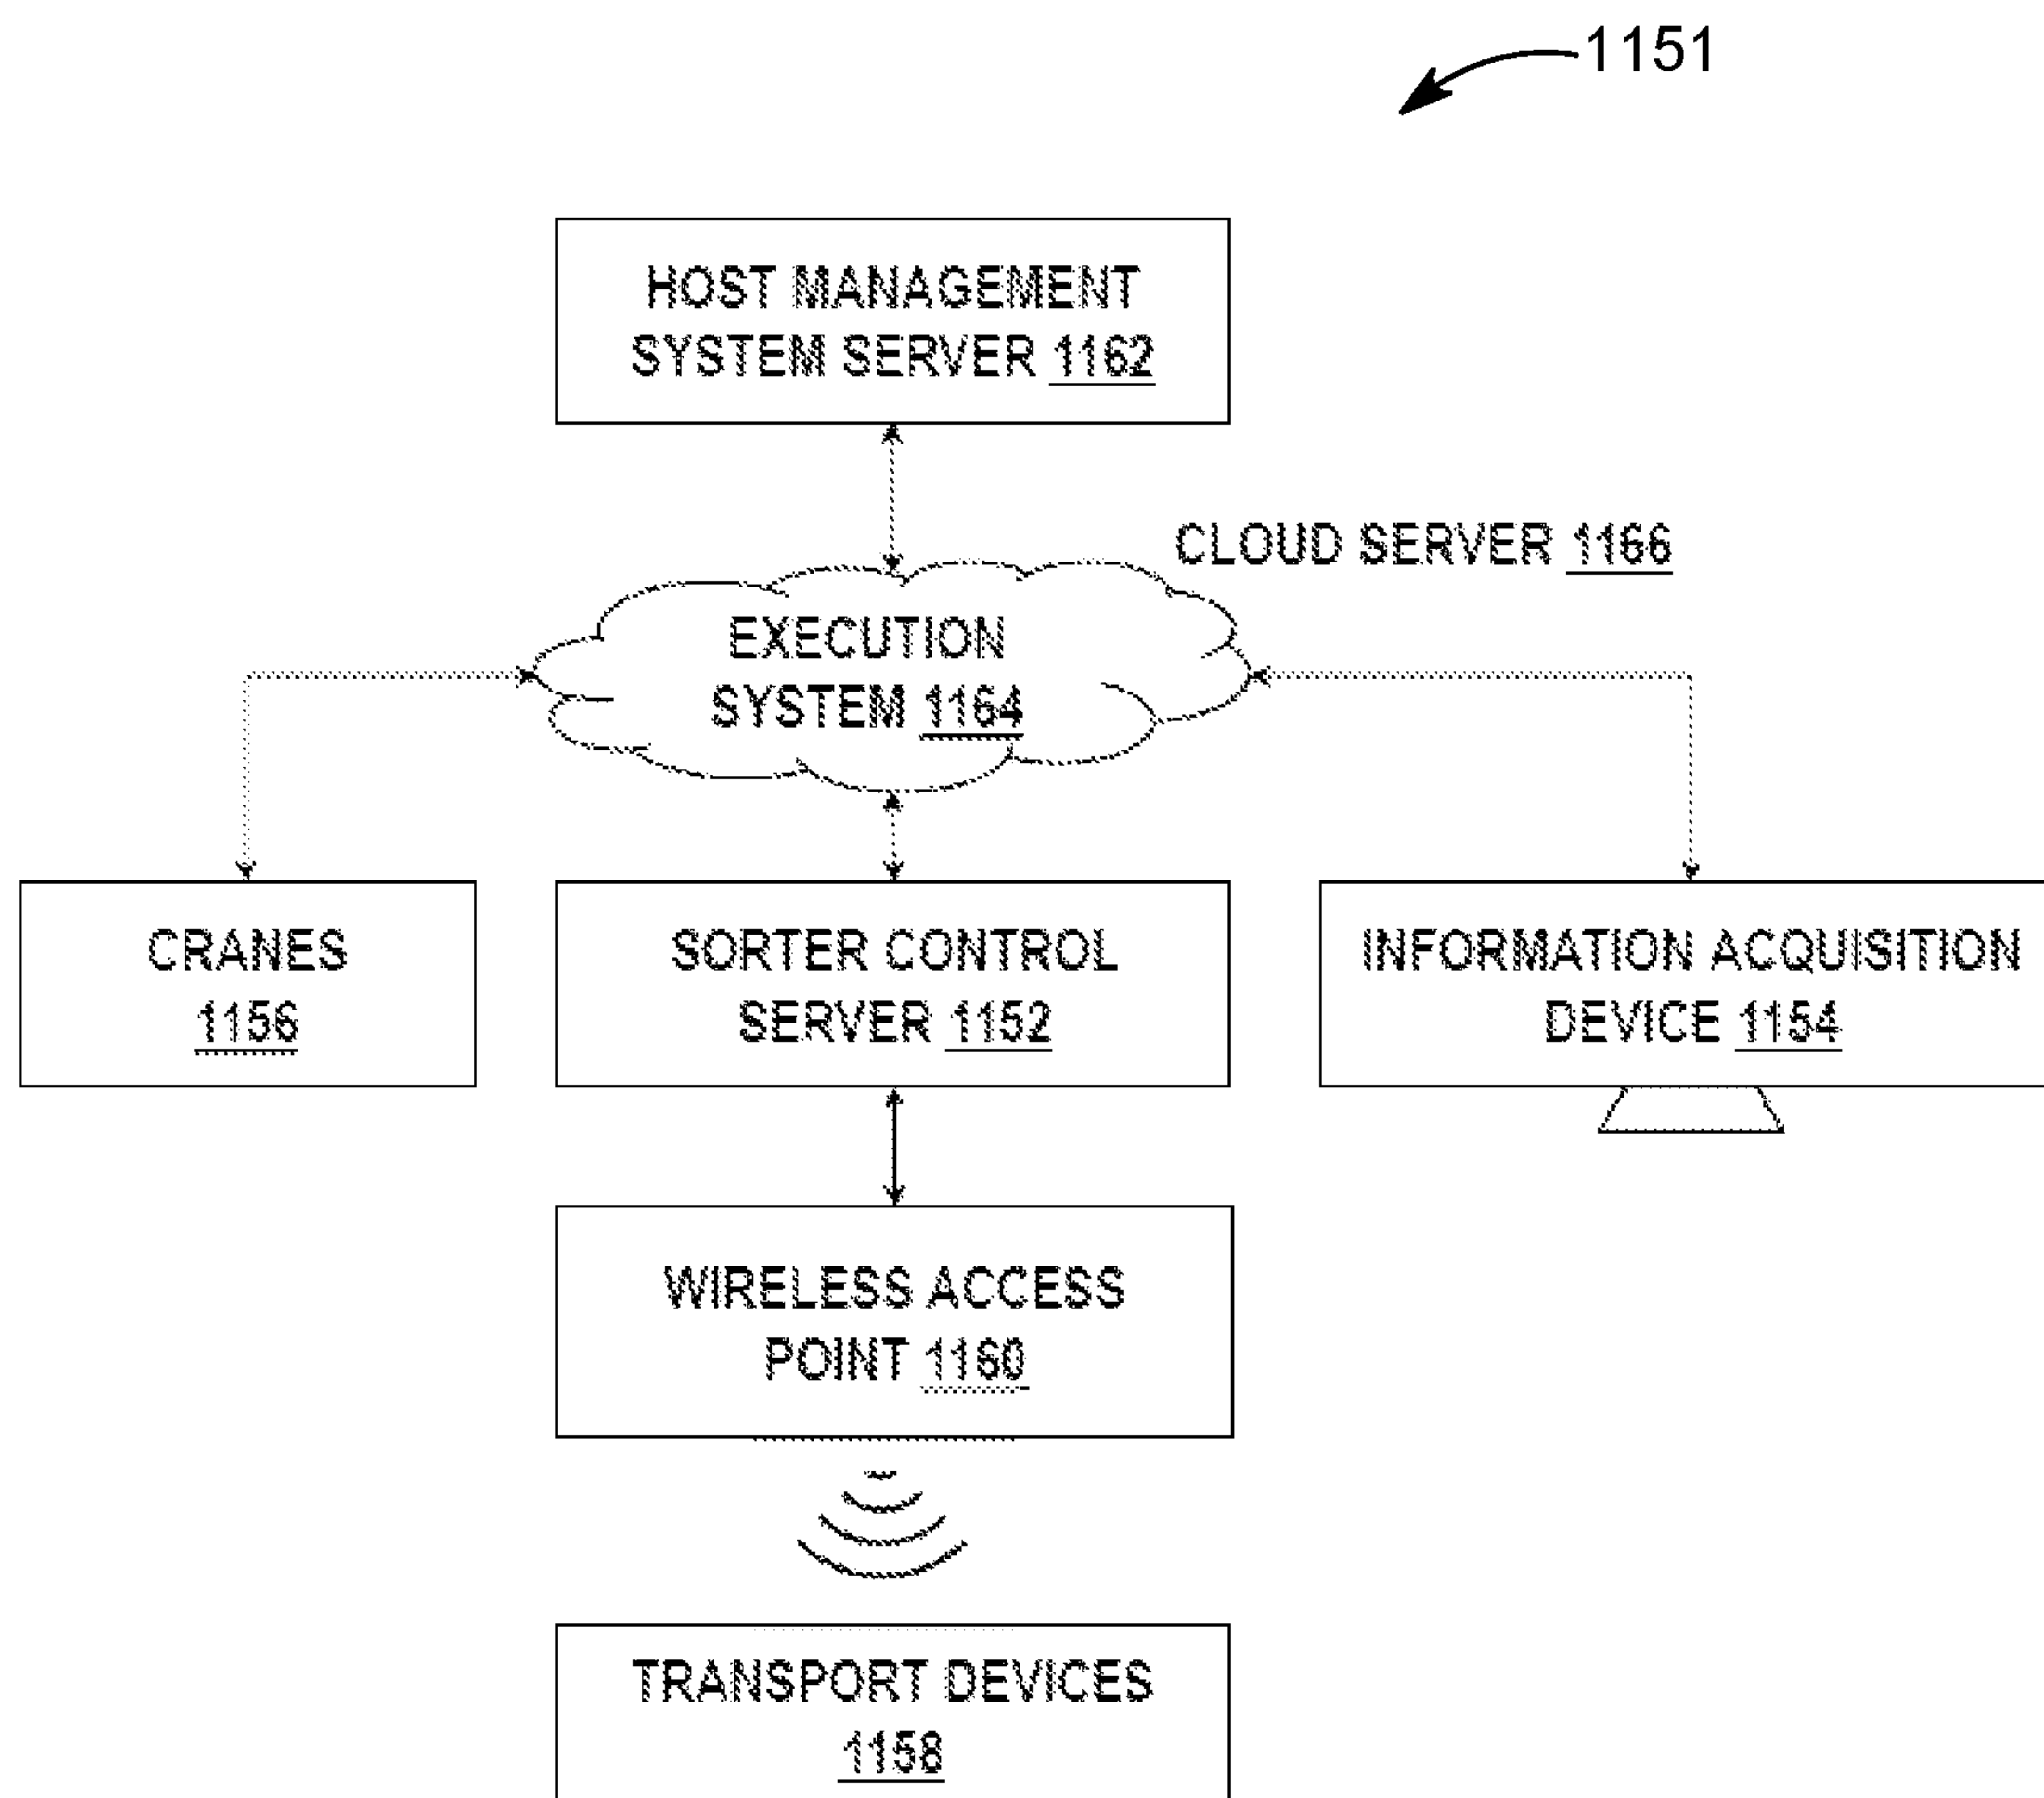 1151
HOST MANAGEMENT
SYSTEM SERVER 1162
CLOUD SERVER 1166
EXECUTION
SYSTEM 1164
CRANES
1156
SORTER CONTROL
SERVER 1152
INFORMATION ACQUISITION
DEVICE 1154
WIRELESS ACCESS
POINT 1160
TRANSPORT DEVICES
1158